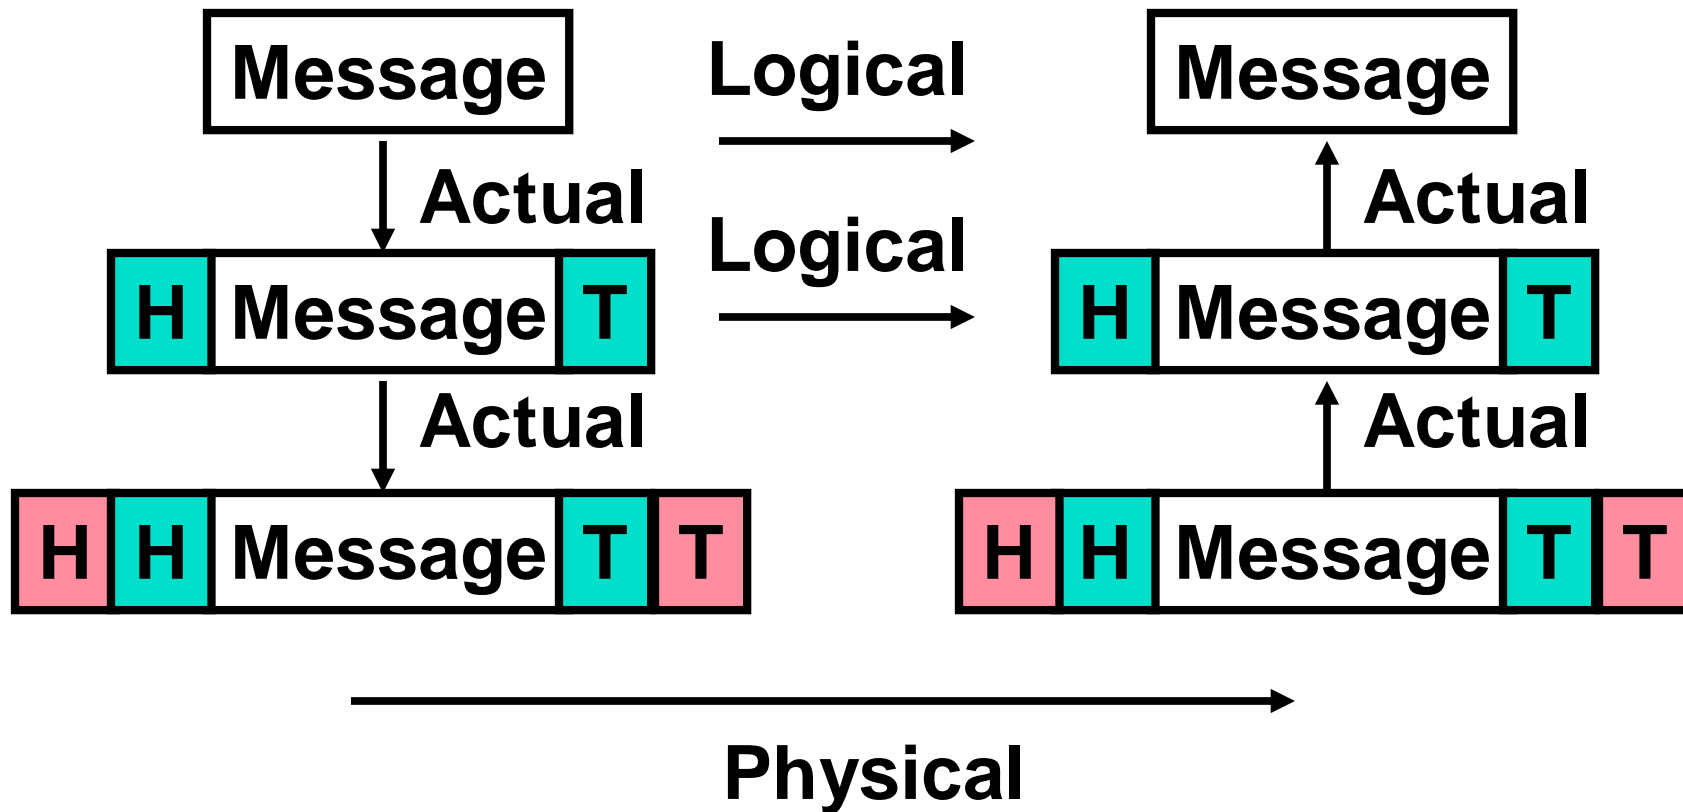 Message Logical Message
Actual Actual
Logical
H Message T H Message T
Actual Actual
H H Message T T H H Message T T
Physical